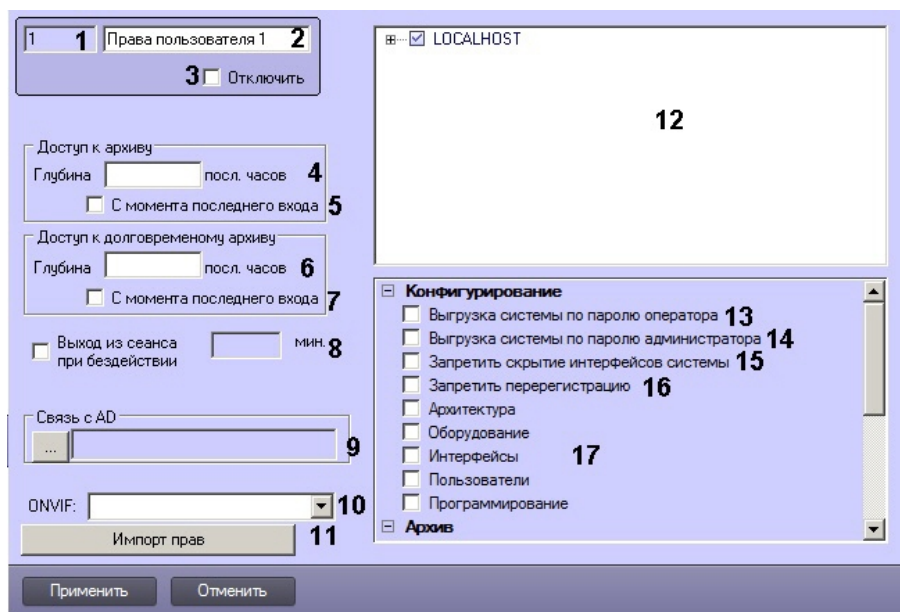 1 1 Права пользователя 1 2
3 Отключить
Доступ к архиву
Глубина посл. часов 4
С момента последнего входа 5
Доступ к долговременому архиву
Глубина посл. часов 6
С момента последнего входа 7
Выход из сеанса мин. 8
при бездействии
Связь с AD
... 9
ONVIF: 10
Импорт прав 11
LOCALHOST
12
Конфигурирование
Выгрузка системы по паролю оператора 13
Выгрузка системы по паролю администратора 14
Запретить скрытие интерфейсов системы 15
Запретить перерегистрацию 16
Архитектура
Оборудование
Интерфейсы 17
Пользователи
Программирование
Архив
Применить Отменить